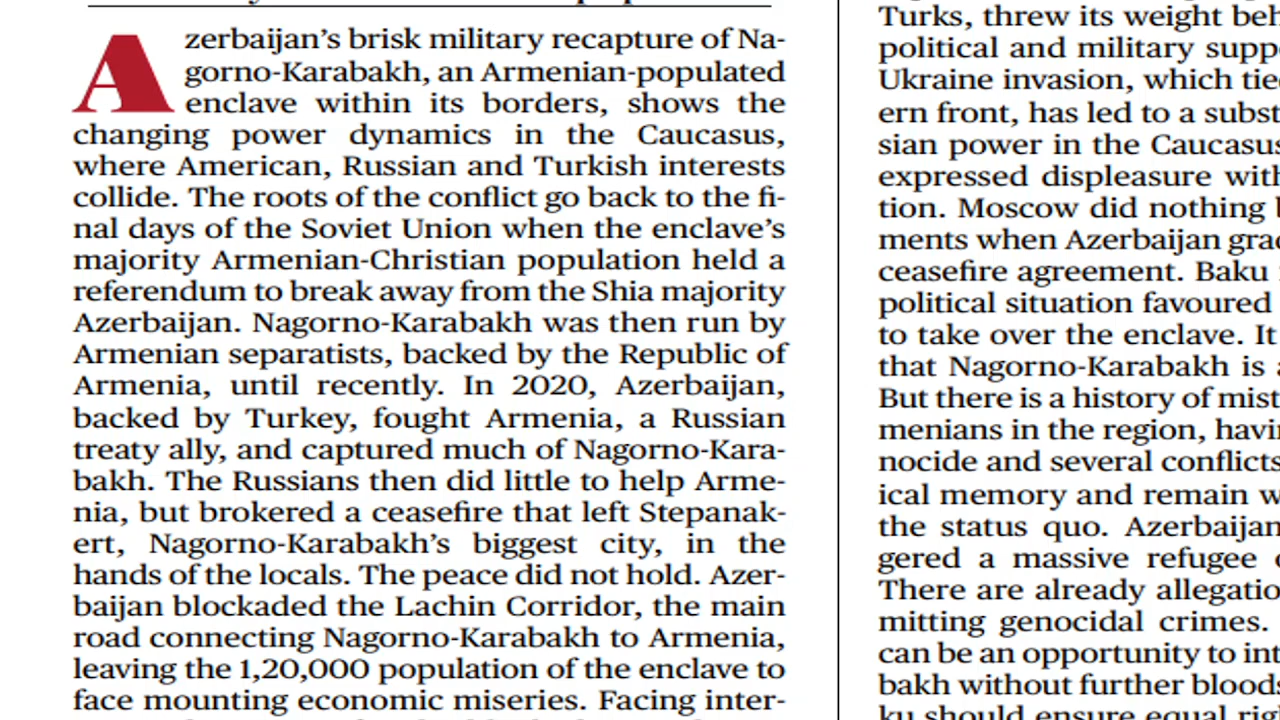 Azerbaijan’s brisk military recapture of Na-
gorno-Karabakh, an Armenian-populated
enclave within its borders, shows the
changing power dynamics in the Caucasus,
where American, Russian and Turkish interests
collide. The roots of the conflict go back to the fi-
nal days of the Soviet Union when the enclave’s
majority Armenian-Christian population held a
referendum to break away from the Shia majority
Azerbaijan. Nagorno-Karabakh was then run by
Armenian separatists, backed by the Republic of
Armenia, until recently. In 2020, Azerbaijan,
backed by Turkey, fought Armenia, a Russian
treaty ally, and captured much of Nagorno-Kara-
bakh. The Russians then did little to help Arme-
nia, but brokered a ceasefire that left Stepanak-
ert, Nagorno-Karabakh’s biggest city, in the
hands of the locals. The peace did not hold. Azer-
baijan blockaded the Lachin Corridor, the main
road connecting Nagorno-Karabakh to Armenia,
leaving the 1,20,000 population of the enclave to
face mounting economic miseries. Facing inter-
Turks, threw its weight beh
political and military supp
Ukraine invasion, which tie
ern front, has led to a subst
sian power in the Caucasus
expressed displeasure with
tion. Moscow did nothing
ments when Azerbaijan grad
ceasefire agreement. Baku
political situation favoured
to take over the enclave. It
that Nagorno-Karabakh is a
But there is a history of mist
menians in the region, havin
nocide and several conflicts
ical memory and remain w
the status quo. Azerbaijan
gered a massive refugee
There are already allegatio
mitting genocidal crimes.
can be an opportunity to int
bakh without further bloods
ku should ensure equal righ